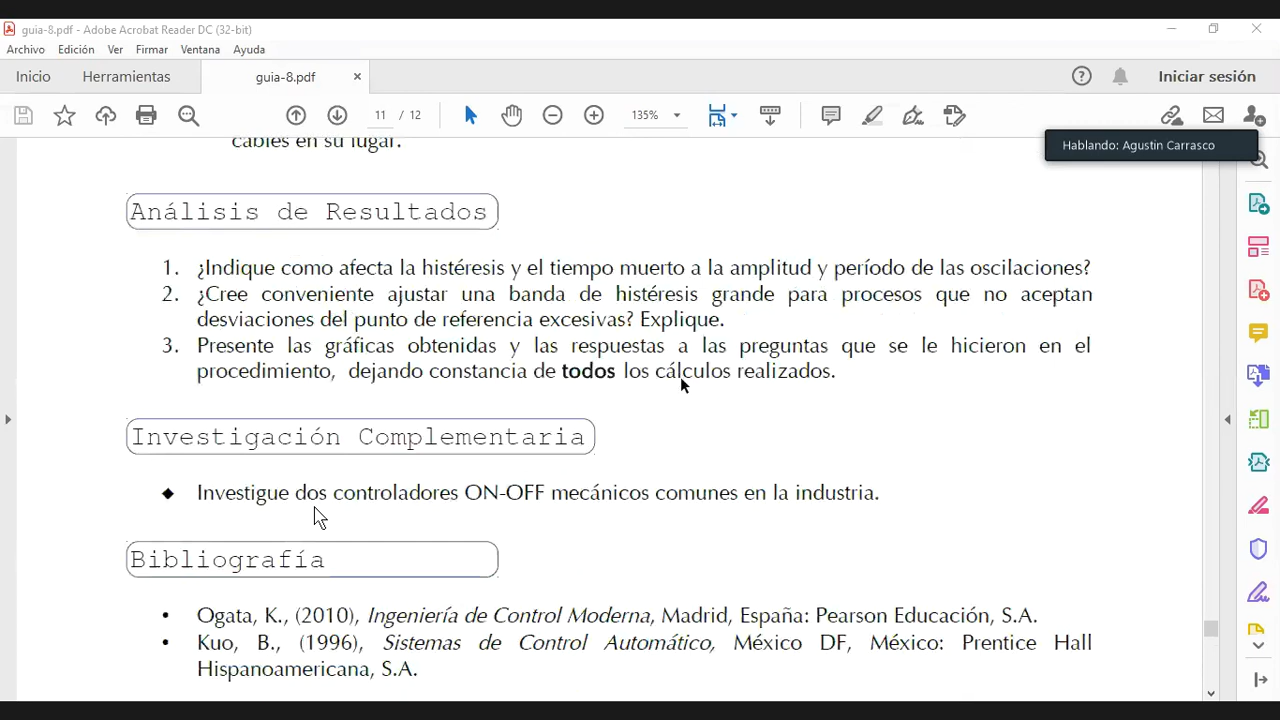 guia-8.pdf - Adobe Acrobat Reader DC (32-bit)
Archivo Edición Ver Firmar Ventana Ayuda
Inicio Herramientas guia-8.pdf × Iniciar sesión
11 / 12 135%
Hablando: Agustin Carrasco
cables en su lugar.
Análisis de Resultados
1. ¿Indique como afecta la histéresis y el tiempo muerto a la amplitud y período de las oscilaciones?
2. ¿Cree conveniente ajustar una banda de histéresis grande para procesos que no aceptan
desviaciones del punto de referencia excesivas? Explique.
3. Presente las gráficas obtenidas y las respuestas a las preguntas que se le hicieron en el
procedimiento, dejando constancia de todos los cálculos realizados.
Investigación Complementaria
◆ Investigue dos controladores ON-OFF mecánicos comunes en la industria.
Bibliografía
• Ogata, K., (2010), Ingeniería de Control Moderna, Madrid, España: Pearson Educación, S.A.
• Kuo, B., (1996), Sistemas de Control Automático, México DF, México: Prentice Hall
Hispanoamericana, S.A.